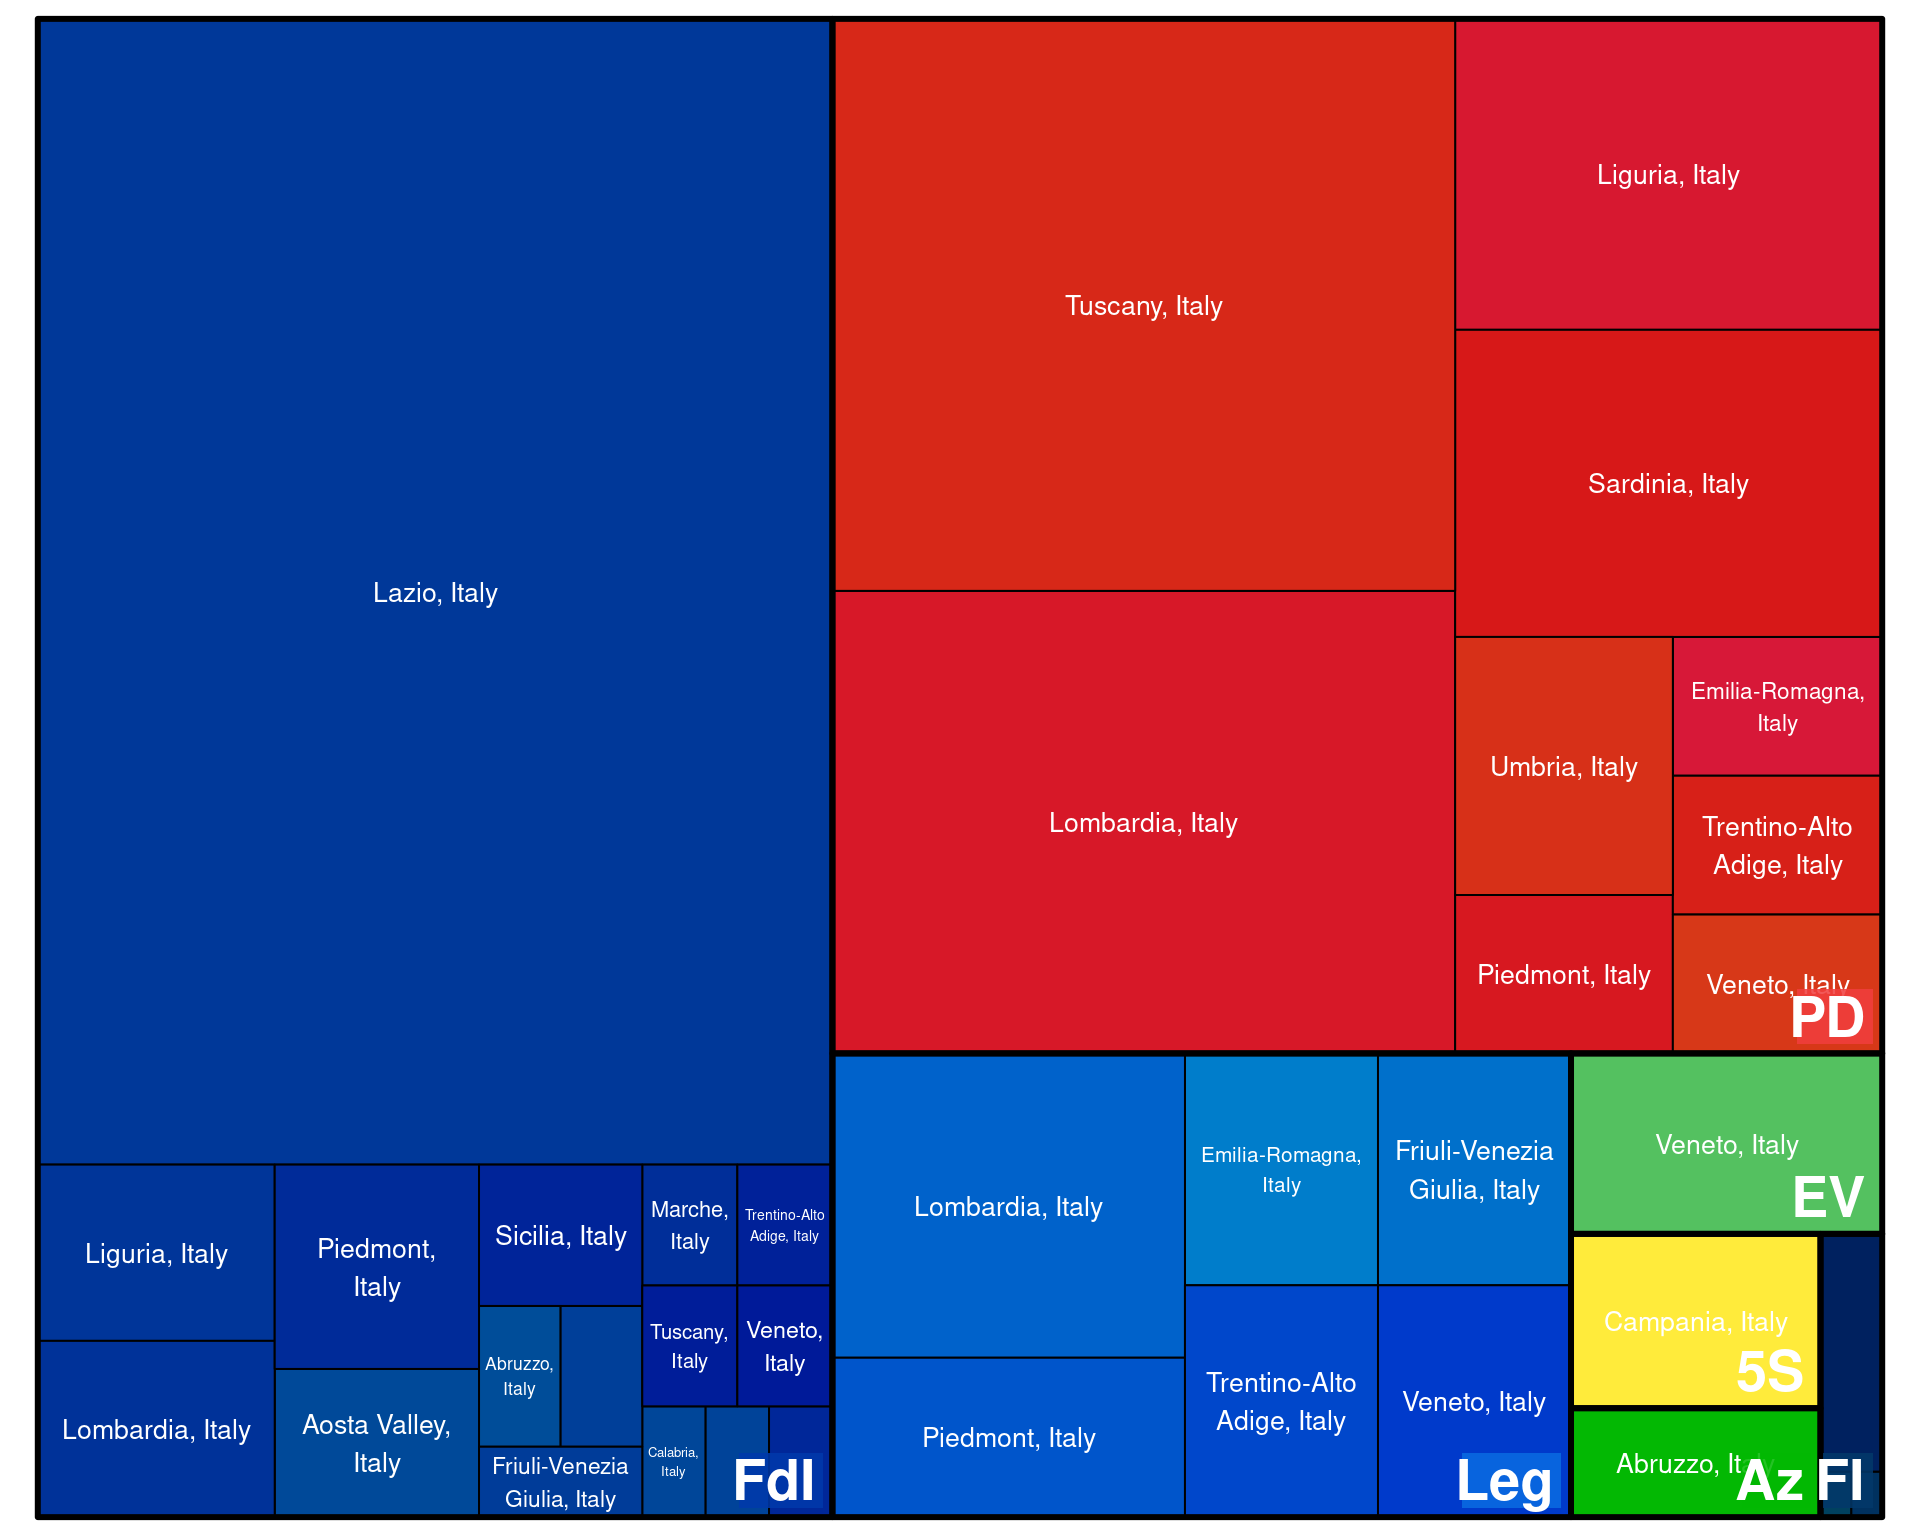 Lazio, Italy
Liguria, Italy
Lombardia, Italy
Piedmont,
Italy
Aosta Valley,
Italy
Sicilia, Italy
Abruzzo,
Italy
Friuli-Venezia
Giulia, Italy
Marche,
Italy
Trentino-Alto
Adige, Italy
Tuscany,
Italy
Veneto,
Italy
Calabria,
Italy
FdI
Tuscany, Italy
Lombardia, Italy
Liguria, Italy
Sardinia, Italy
Umbria, Italy
Piedmont, Italy
Emilia-Romagna,
Italy
Trentino-Alto
Adige, Italy
Veneto, Italy
PD
Lombardia, Italy
Piedmont, Italy
Emilia-Romagna,
Italy
Friuli-Venezia
Giulia, Italy
Trentino-Alto
Adige, Italy
Veneto, Italy
Leg
Veneto, Italy
EV
Campania, Italy
5S
Abruzzo, Italy
Az
FI